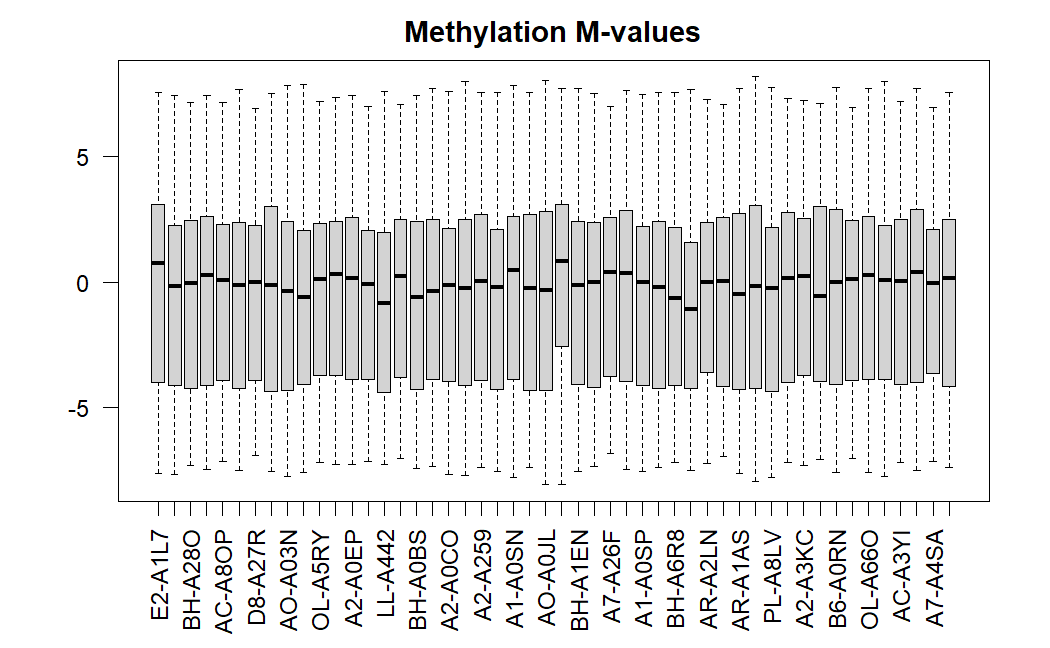 Methylation M-values
5
0
-5
E2-A1L7
BH-A28O
AC-A8OP
D8-A27R
AO-A03N
OL-A5RY
A2-A0EP
LL-A442
BH-A0BS
A2-A0CO
A2-A259
A1-A0SN
AO-A0JL
BH-A1EN
A7-A26F
A1-A0SP
BH-A6R8
AR-A2LN
AR-A1AS
PL-A8LV
A2-A3KC
B6-A0RN
OL-A66O
AC-A3YI
A7-A4SA